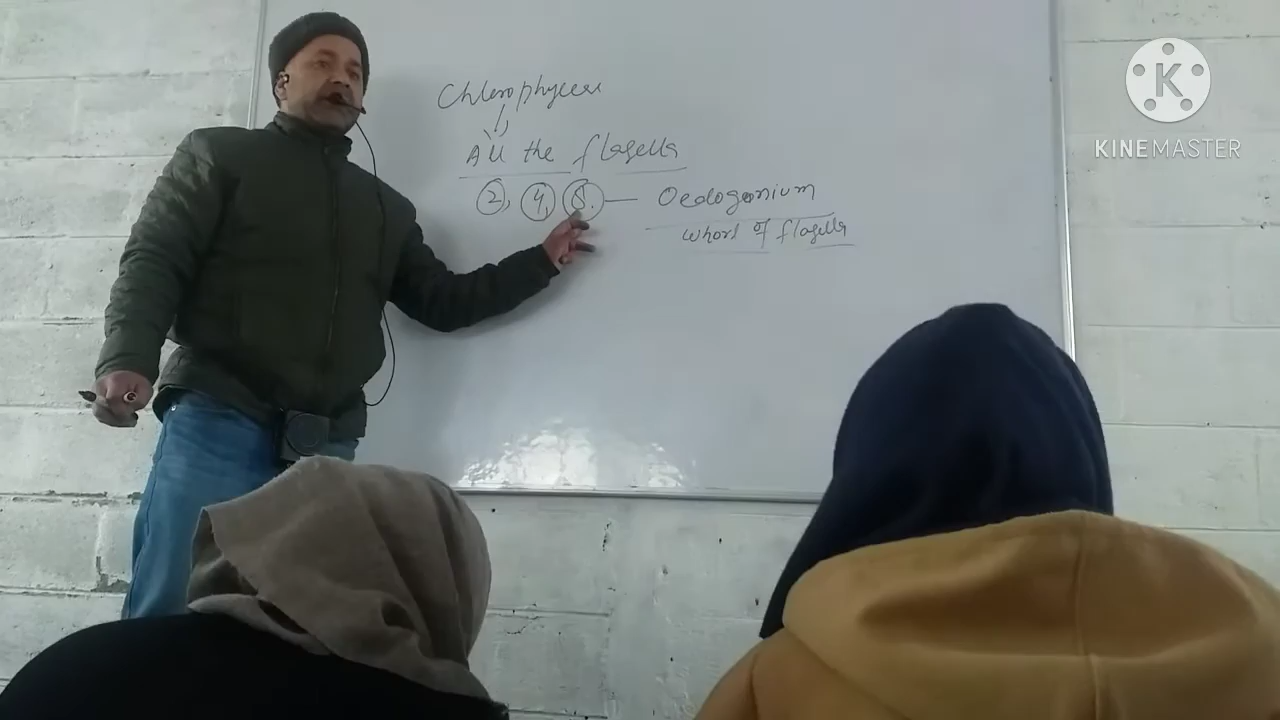 Chlorophyceae
All the flagella
2, 4, 8. — Oedogonium
whorl of flagella
K
KINEMASTER